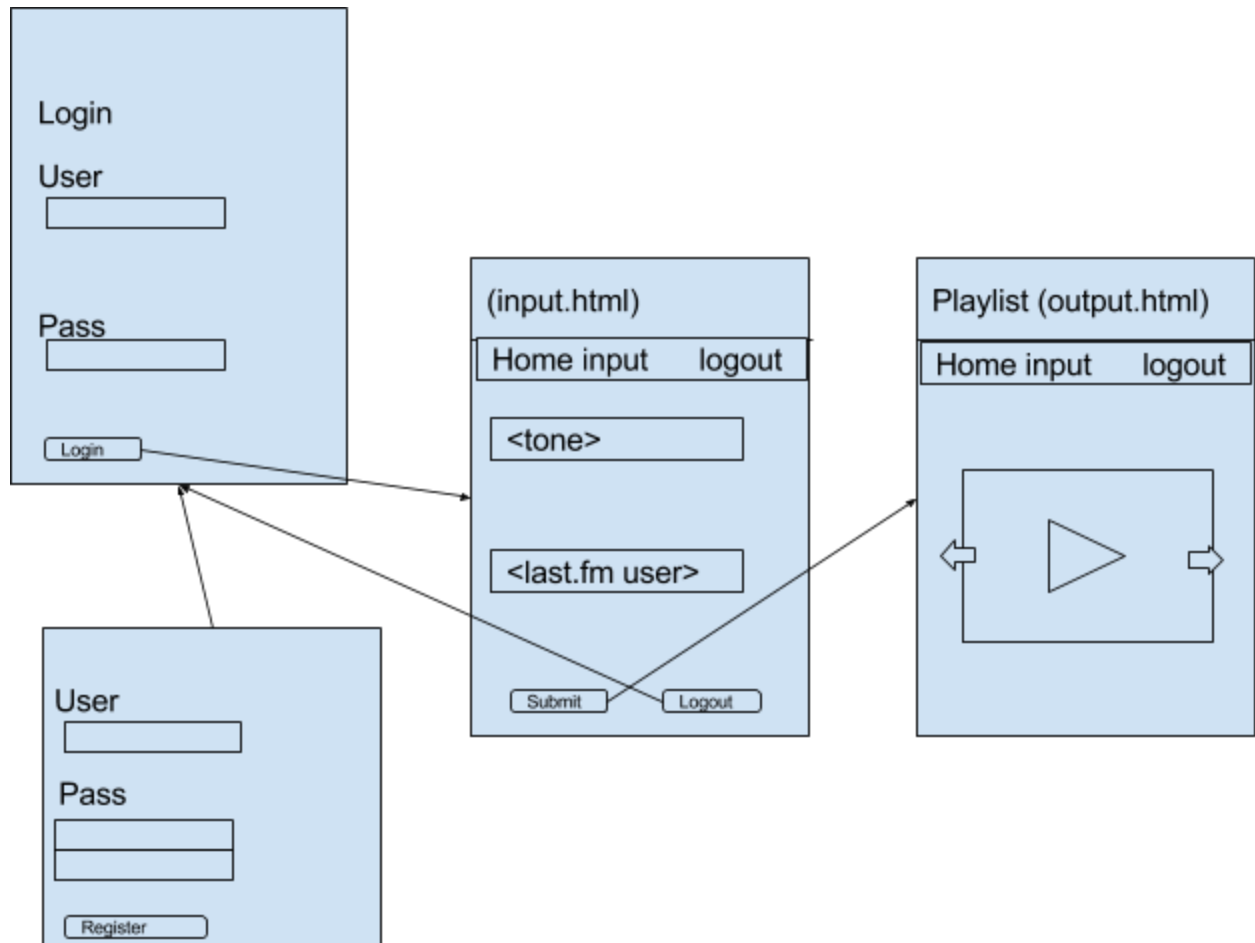 Login
User
Pass
Login
(input.html)
Home input logout
<tone>
<last.fm user>
Submit Logout
Playlist (output.html)
Home input logout
User
Pass
Register